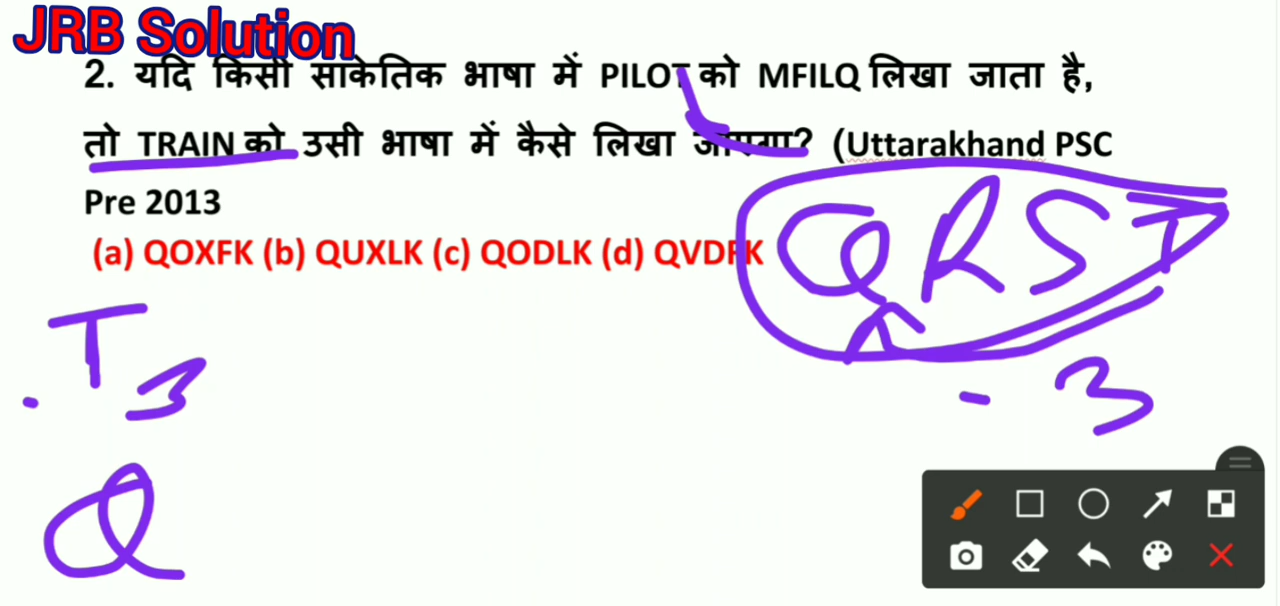 JRB Solution
2. यदि किसी सांकेतिक भाषा में PILOT को MFILQ लिखा जाता है,
तो TRAIN को उसी भाषा में कैसे लिखा जाएगा? (Uttarakhand PSC
Pre 2013
(a) QOXFK (b) QUXLK (c) QODLK (d) QVDFK
QRST
T
3
- 3
Q